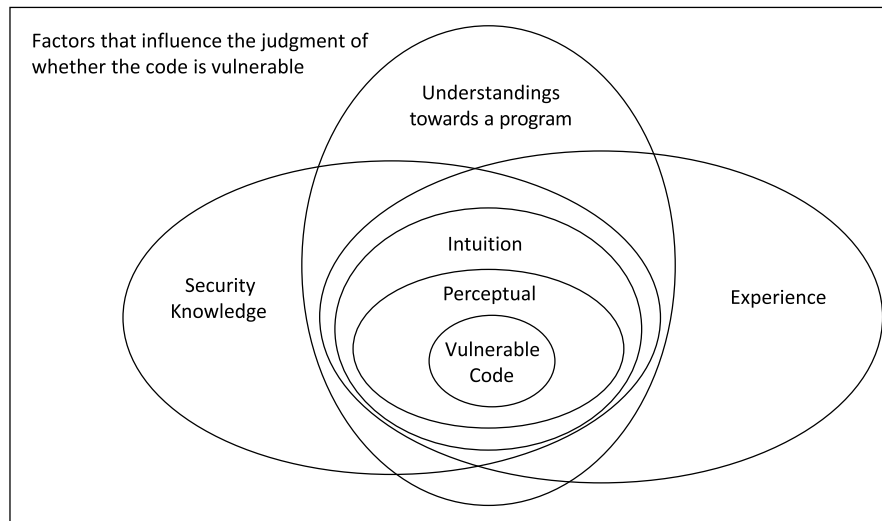 Factors that influence the judgment of
whether the code is vulnerable
Understandings
towards a program
Intuition
Security
Knowledge
Perceptual
Experience
Vulnerable
Code